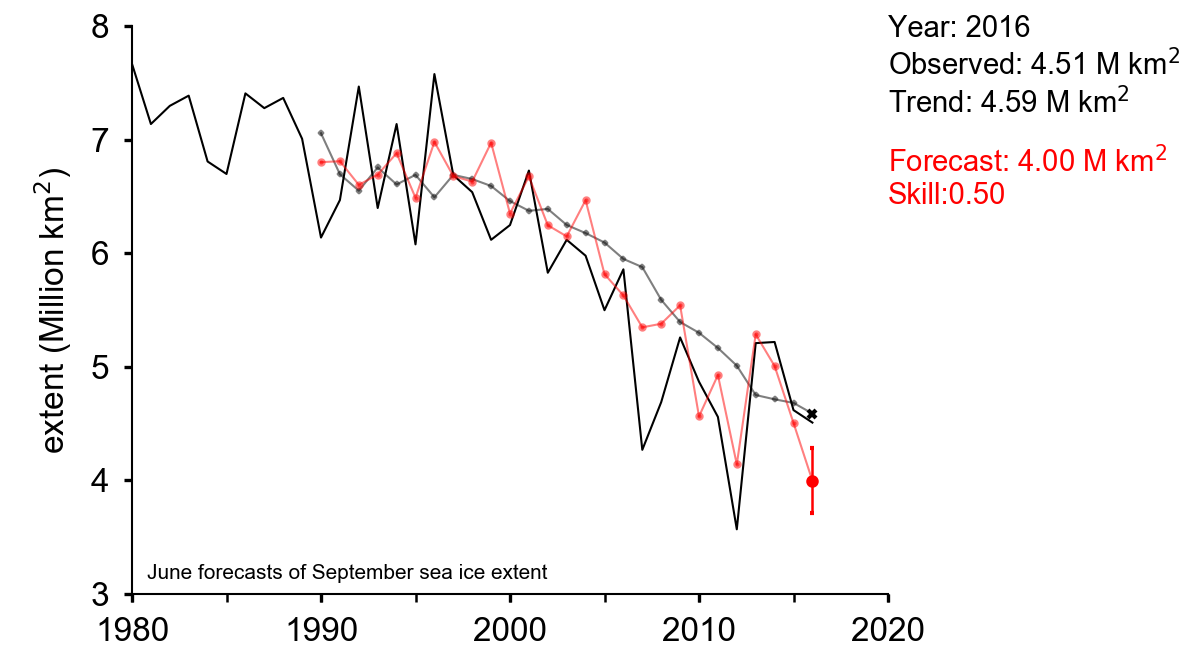 8
7
6
5
4
3
extent (Million km²)
1980
1990
2000
2010
2020
June forecasts of September sea ice extent
Year: 2016
Observed: 4.51 M km²
Trend: 4.59 M km²
Forecast: 4.00 M km²
Skill:0.50